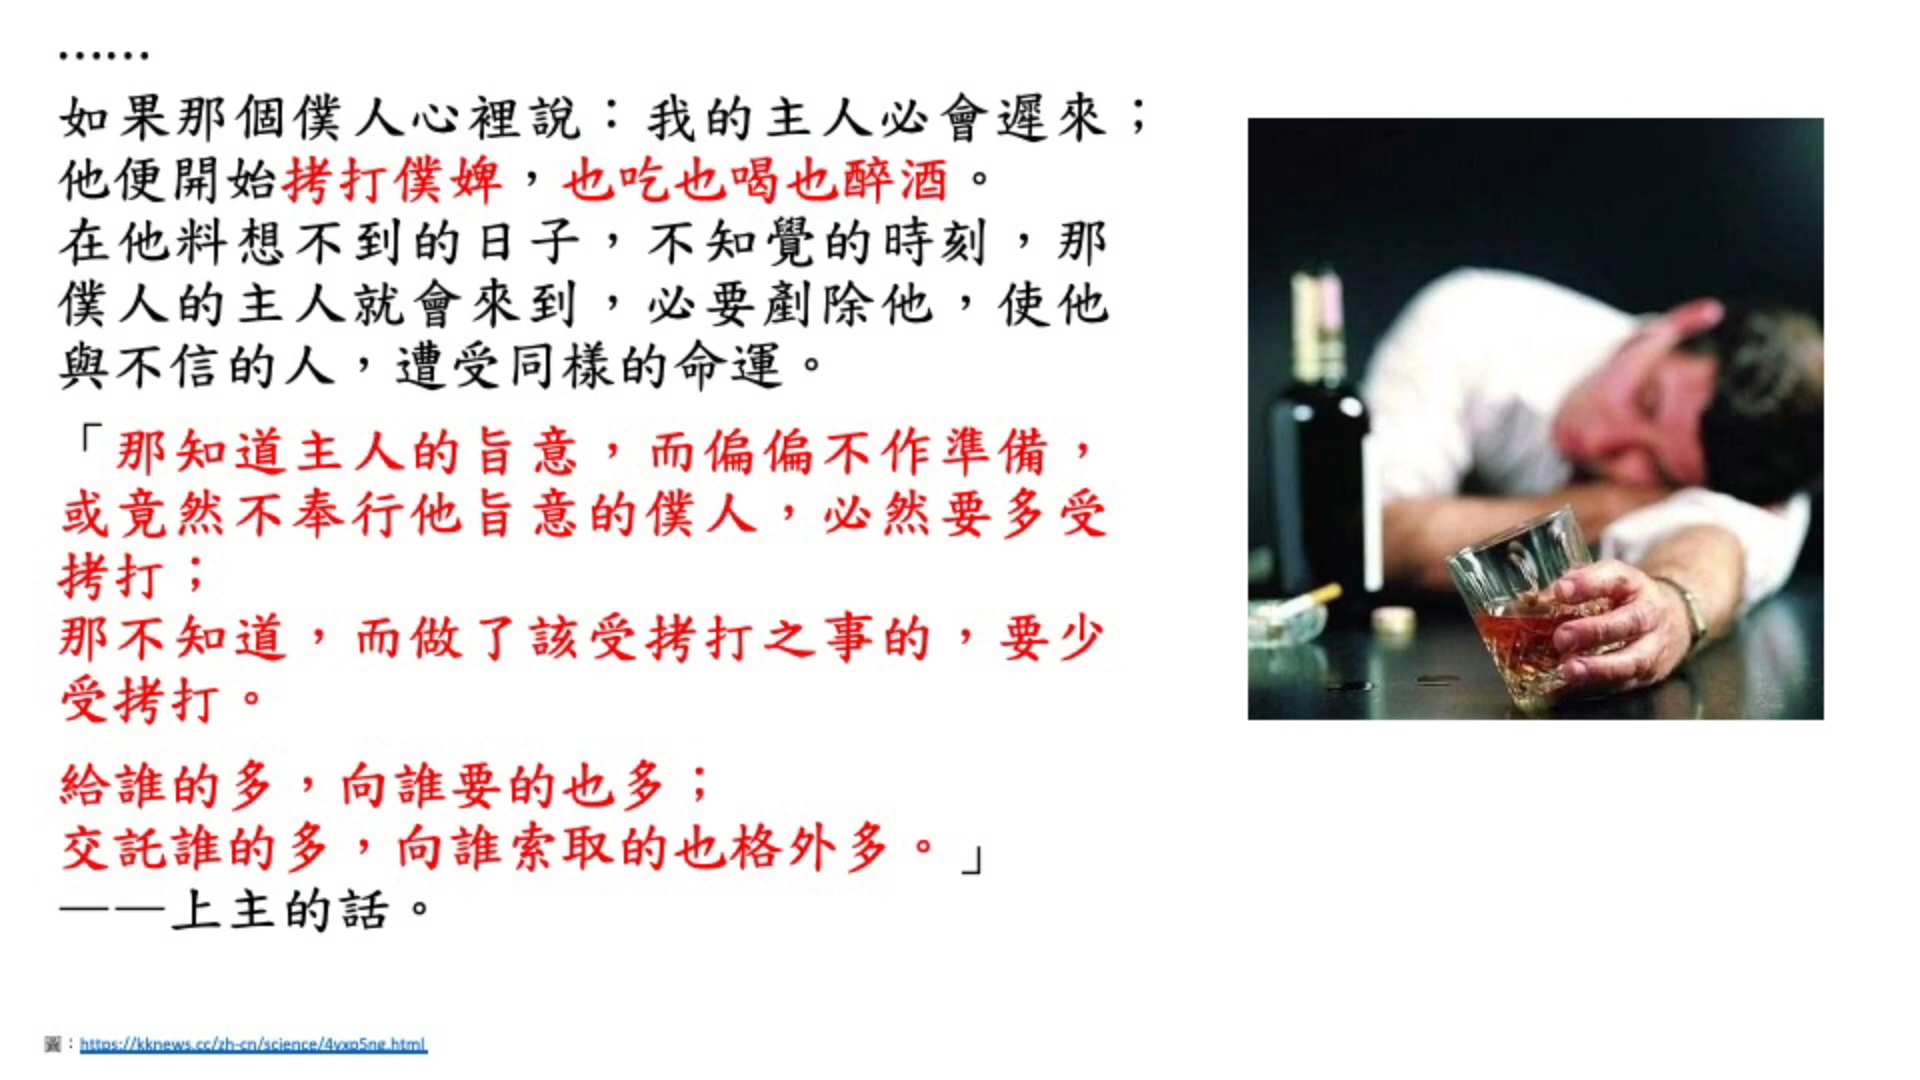 ……
如果那個僕人心裡說：我的主人必會遲來；
他便開始拷打僕婢，也吃也喝也醉酒。
在他料想不到的日子，不知覺的時刻，那
僕人的主人就會來到，必要剷除他，使他
與不信的人，遭受同樣的命運。
「那知道主人的旨意，而偏偏不作準備，
或竟然不奉行他旨意的僕人，必然要多受
拷打；
那不知道，而做了該受拷打之事的，要少
受拷打。
給誰的多，向誰要的也多；
交託誰的多，向誰索取的也格外多。」
——上主的話。
圖：https://kknews.cc/zh-cn/science/4vxp5ng.html